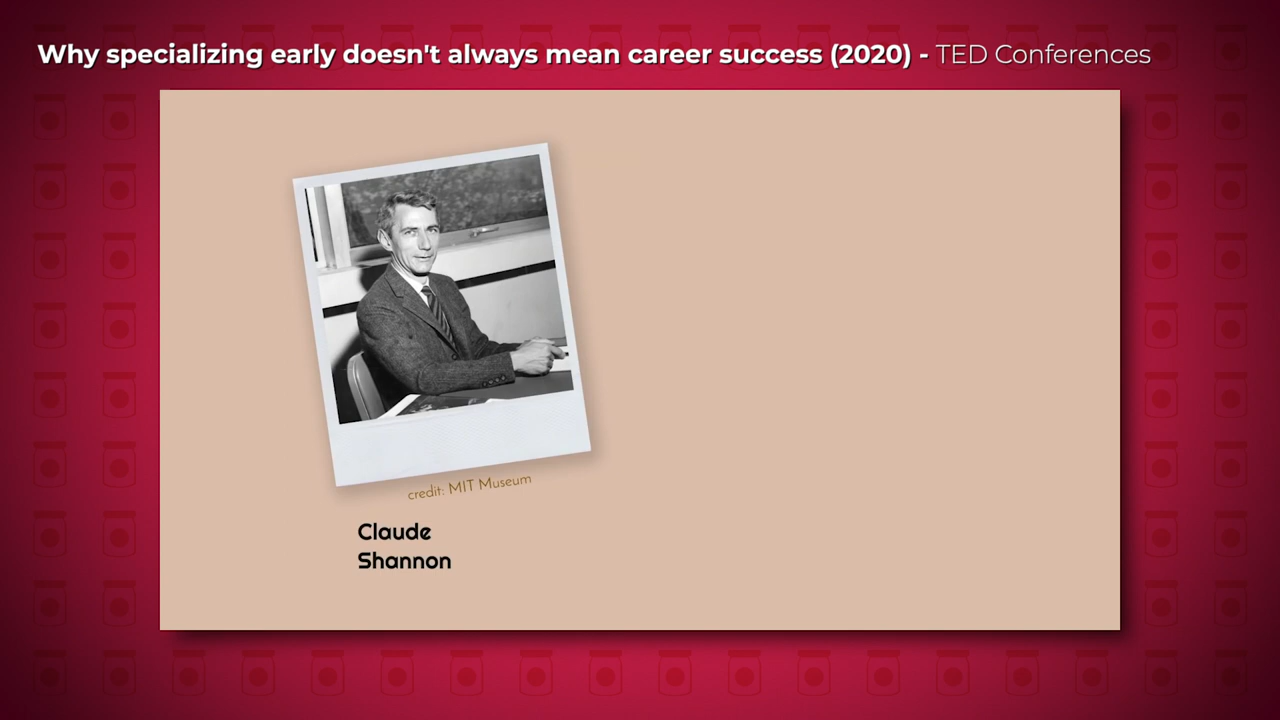 Why specializing early doesn't always mean career success (2020) - TED Conferences
credit: MIT Museum
Claude
Shannon